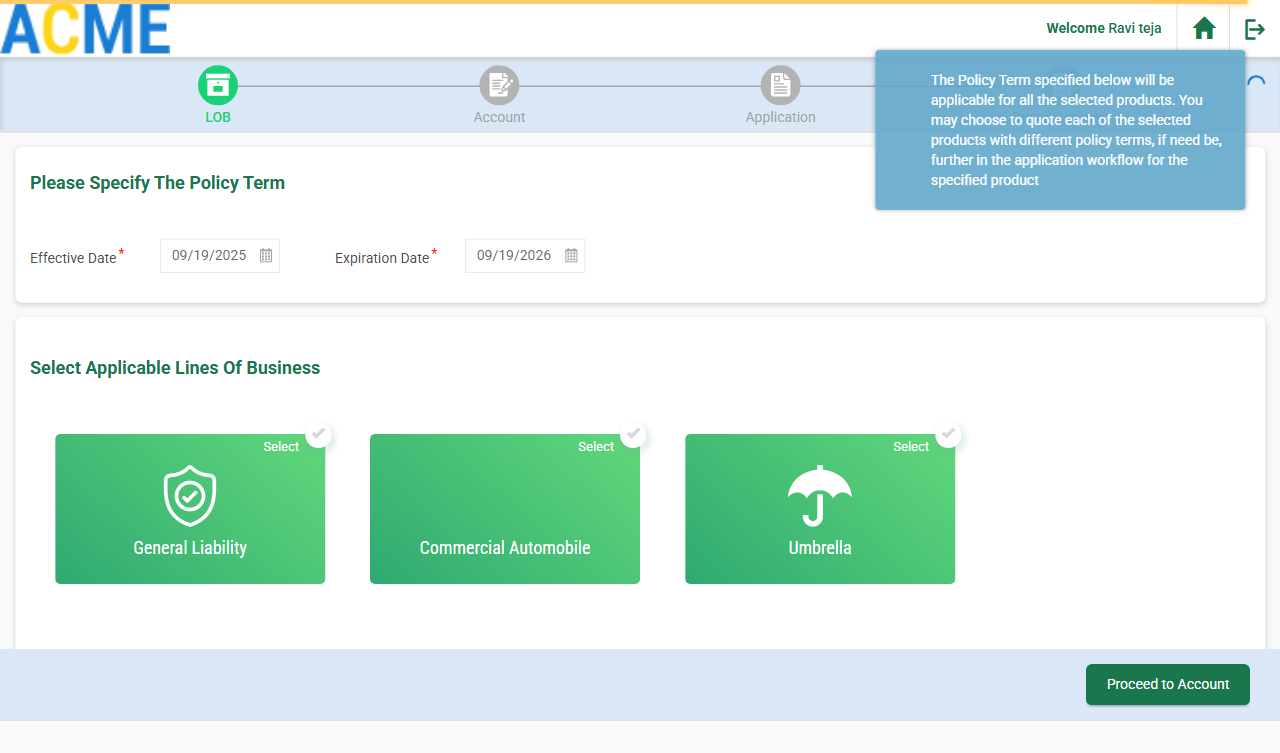 ACME
Welcome Ravi teja
The Policy Term specified below will be
applicable for all the selected products. You
may choose to quote each of the selected
products with different policy terms, if need be,
further in the application workflow for the
specified product
LOB
Account
Application
Please Specify The Policy Term
Effective Date* 09/19/2025
Expiration Date* 09/19/2026
Select Applicable Lines Of Business
Select
General Liability
Select
Commercial Automobile
Select
Umbrella
Proceed to Account